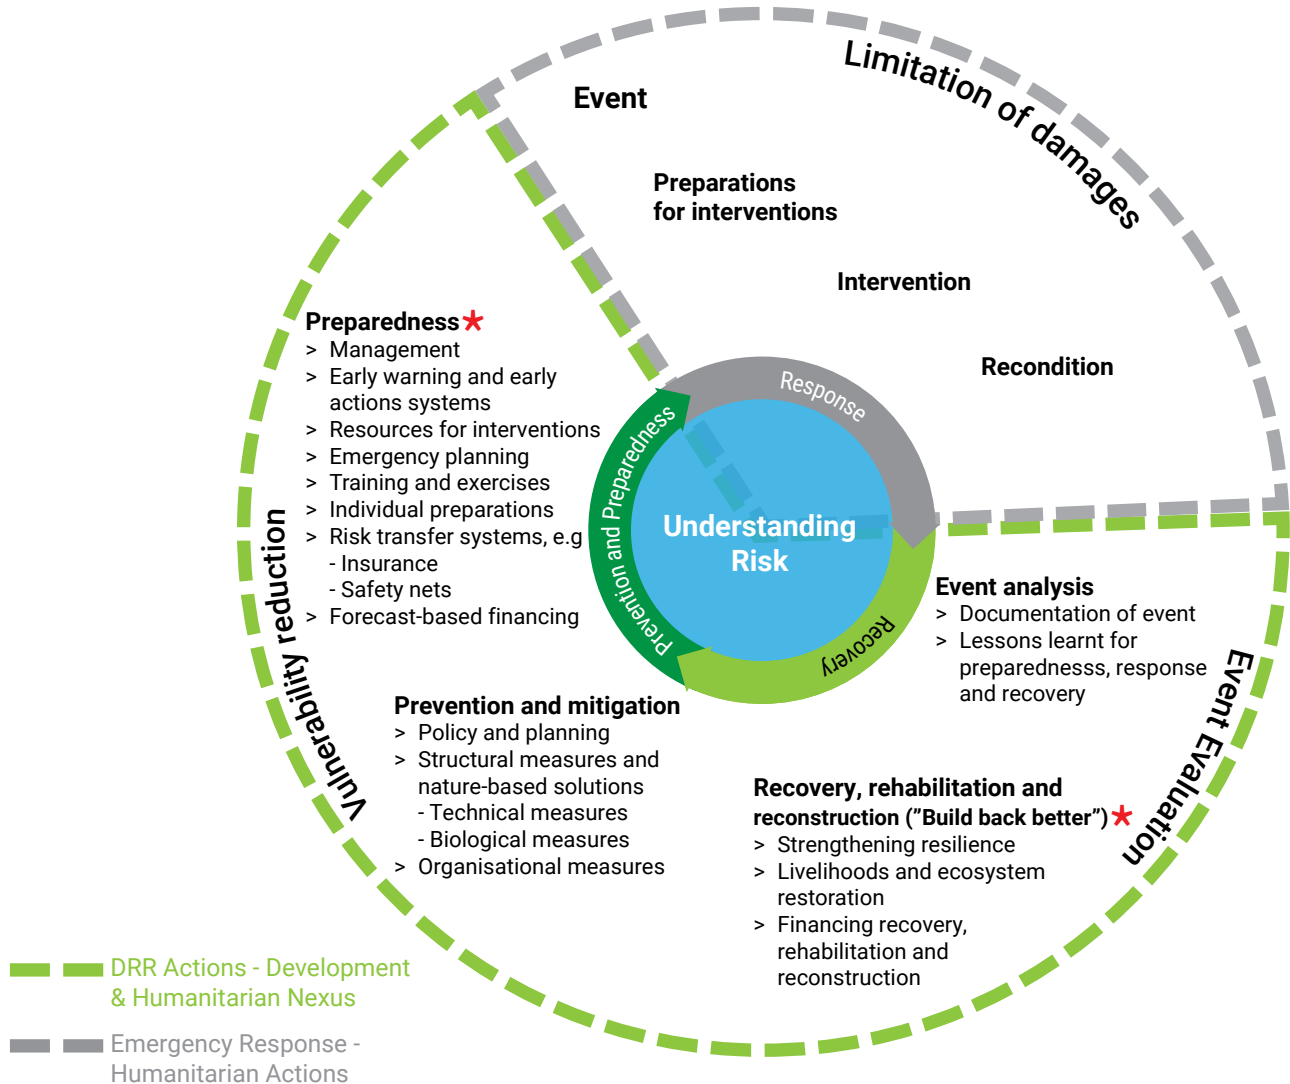 Event
Limitation of damages
Preparations
for interventions
Intervention
Recondition
Preparedness*
> Management
> Early warning and early
actions systems
> Resources for interventions
> Emergency planning
> Training and exercises
> Individual preparations
> Risk transfer systems, e.g
- Insurance
- Safety nets
> Forecast-based financing
Vulnerability reduction
Response
Prevention and Preparedness
Recovery
Understanding
Risk
Event analysis
> Documentation of event
> Lessons learnt for
preparednesss, response
and recovery
Event Evaluation
Prevention and mitigation
> Policy and planning
> Structural measures and
nature-based solutions
- Technical measures
- Biological measures
> Organisational measures
Recovery, rehabilitation and
reconstruction (”Build back better”)*
> Strengthening resilience
> Livelihoods and ecosystem
restoration
> Financing recovery,
rehabilitation and
reconstruction
DRR Actions - Development
& Humanitarian Nexus
Emergency Response -
Humanitarian Actions